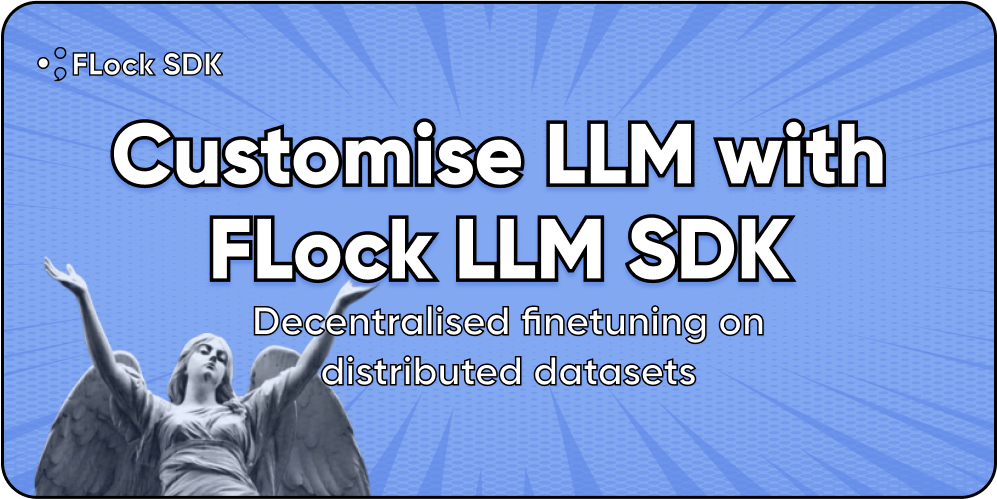 FLock SDK
Customise LLM with
FLock LLM SDK
Decentralised finetuning on
distributed datasets